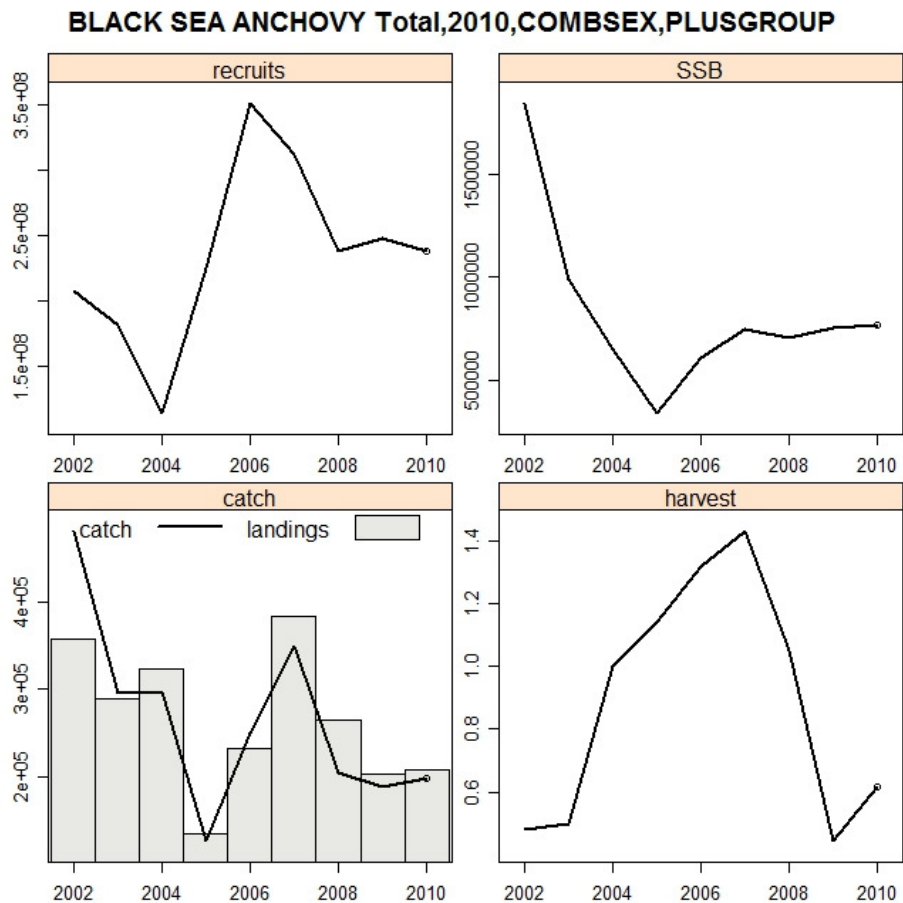 BLACK SEA ANCHOVY Total,2010,COMBSEX,PLUSGROUP
recruits
3.5e+08
2.5e+08
1.5e+08
2002 2004 2006 2008 2010
SSB
1500000
1000000
500000
2002 2004 2006 2008 2010
catch
catch landings
4e+05
3e+05
2e+05
2002 2004 2006 2008 2010
harvest
1.4
1.2
1.0
0.8
0.6
2002 2004 2006 2008 2010